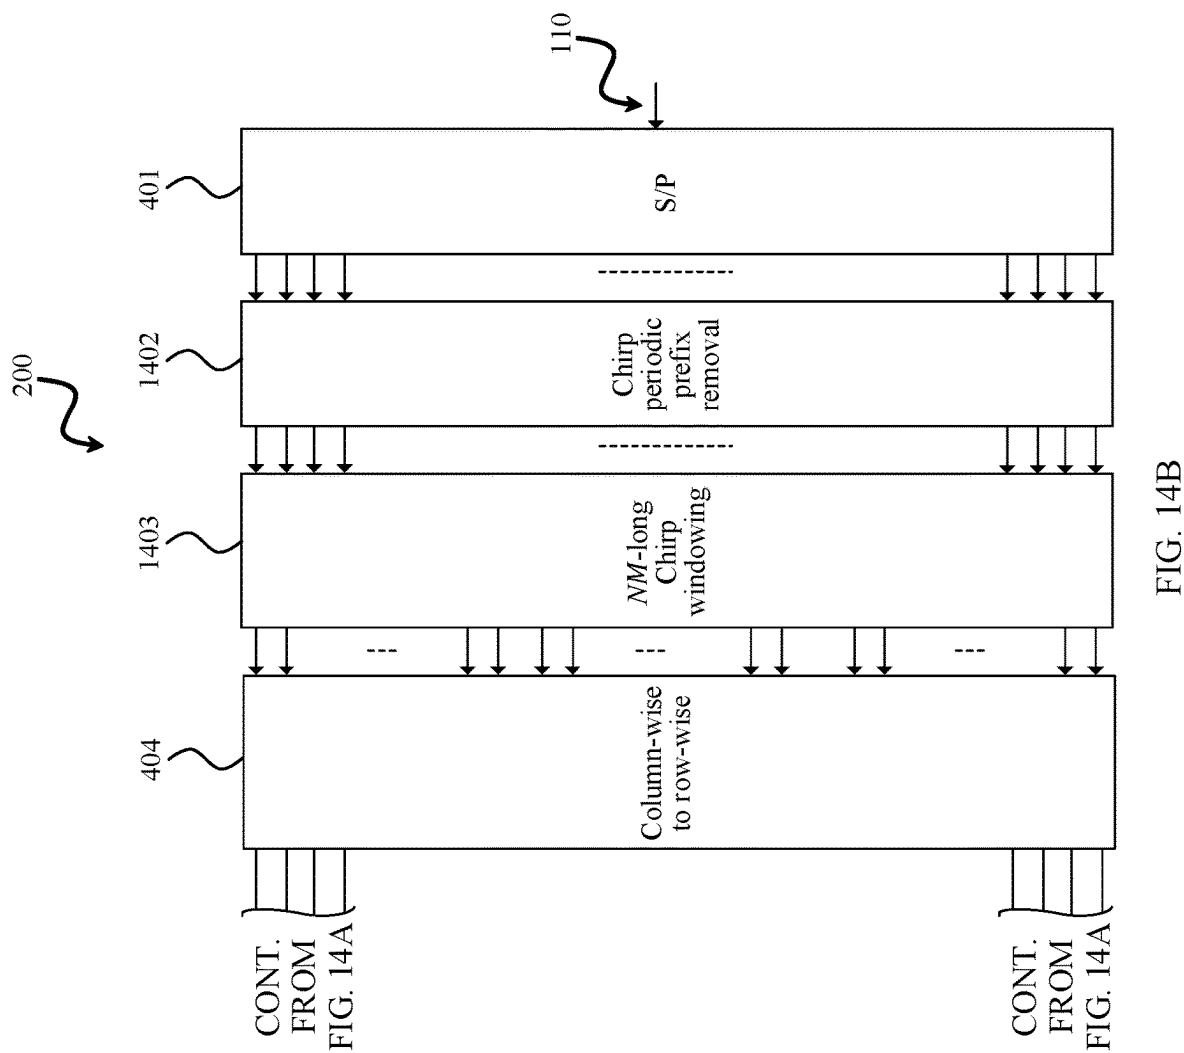 200
404
1403
1402
401
110
Column-wise
to row-wise
NM-long
Chirp
windowing
Chirp
periodic
prefix
removal
S/P
CONT.
FROM
FIG. 14A
CONT.
FROM
FIG. 14A
FIG. 14B